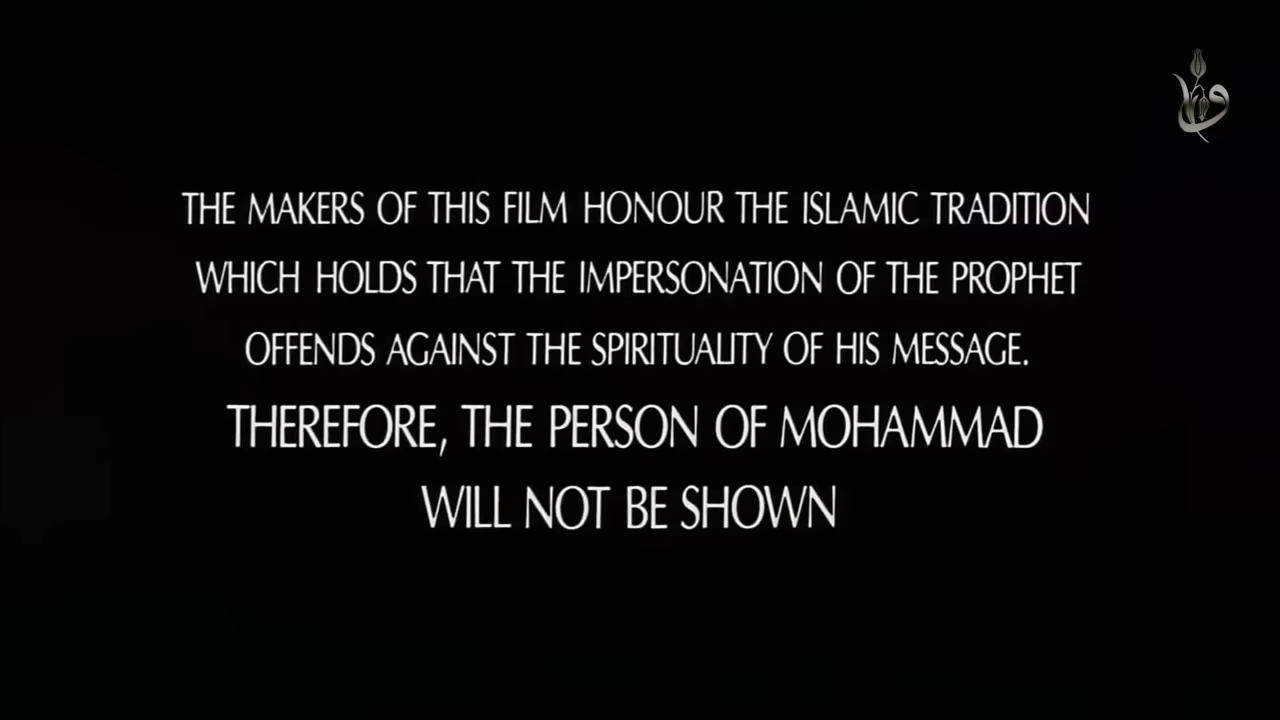 THE MAKERS OF THIS FILM HONOUR THE ISLAMIC TRADITION
WHICH HOLDS THAT THE IMPERSONATION OF THE PROPHET
OFFENDS AGAINST THE SPIRITUALITY OF HIS MESSAGE.
THEREFORE, THE PERSON OF MOHAMMAD
WILL NOT BE SHOWN